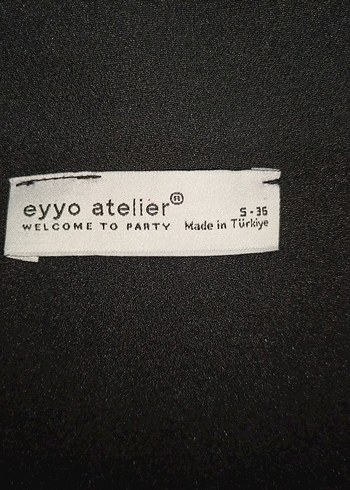 eyyo atelier®
WELCOME TO PARTY
S-36
Made in Türkiye